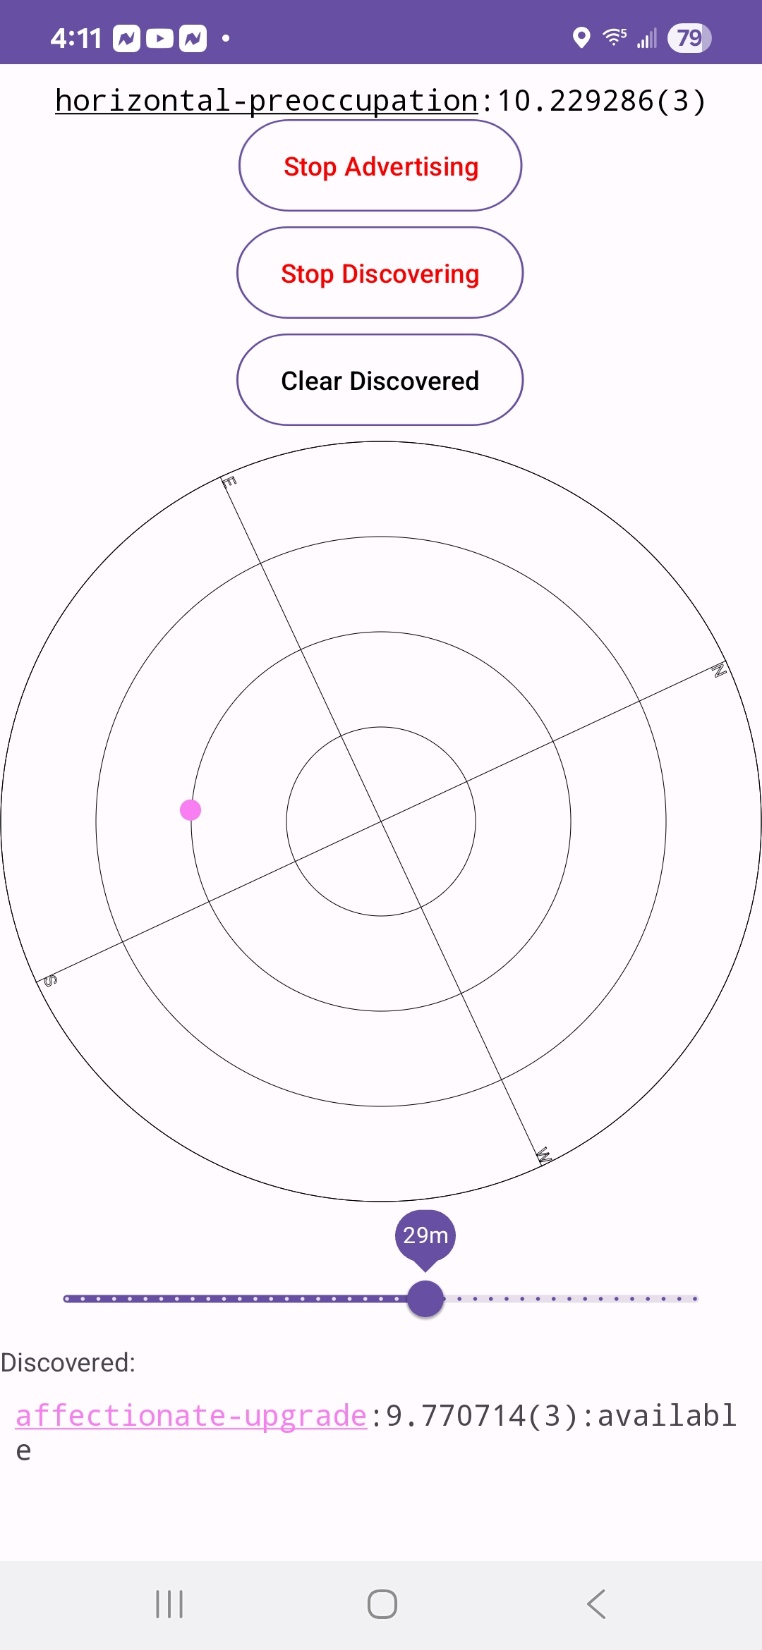 4:11
79
horizontal-preoccupation:10.229286(3)
Stop Advertising
Stop Discovering
Clear Discovered
E
N
S
W
29m
Discovered:
affectionate-upgrade:9.770714(3):availabl
e